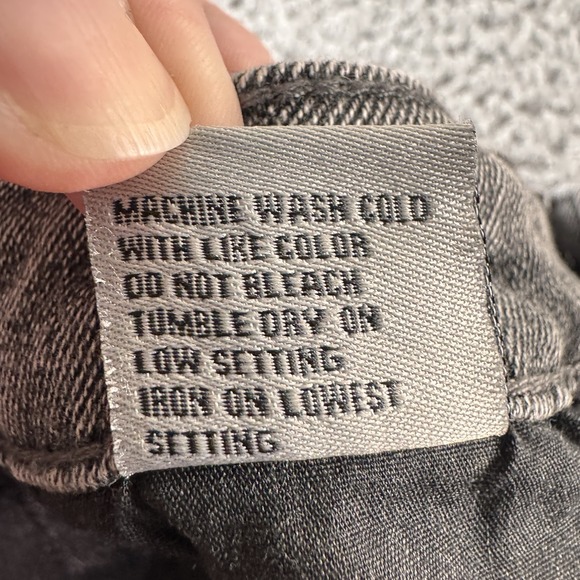 MACHINE WASH COLD
WITH LIKE COLOR
DO NOT BLEACH
TUMBLE DRY ON
LOW SETTING
IRON ON LOWEST
SETTING